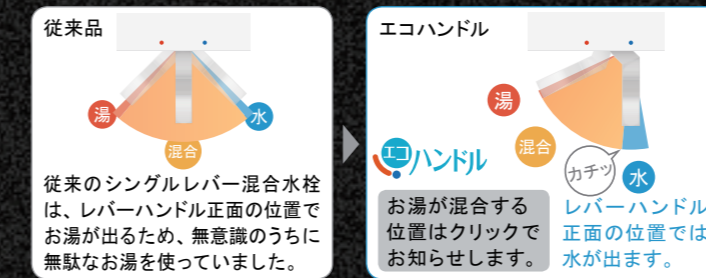 従来品
湯
水
混合
従来のシングルレバー混合水栓
は、レバーハンドル正面の位置で
お湯が出るため、無意識のうちに
無駄なお湯を使っていました。
エコハンドル
湯
混合
カチッ
水
エコハンドル
お湯が混合する
位置はクリックで
お知らせします。
レバーハンドル
正面の位置では
水が出ます。